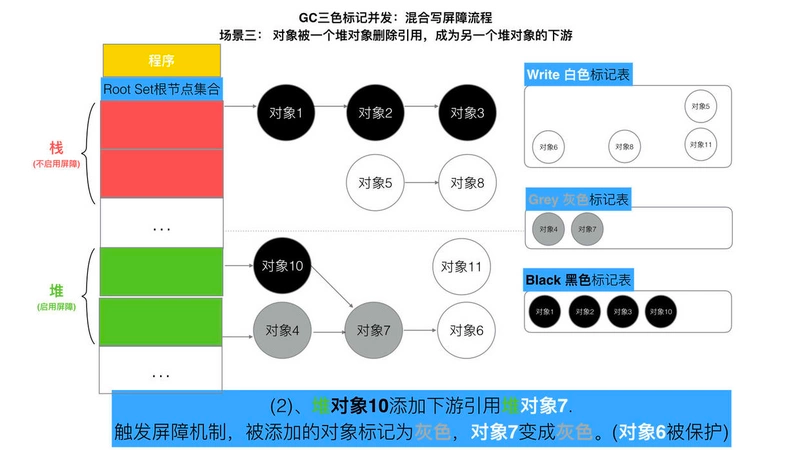 GC三色标记并发：混合写屏障流程
场景三： 对象被一个堆对象删除引用，成为另一个堆对象的下游
程序
Root Set根节点集合
栈
(不启用屏障)
...
堆
(启用屏障)
...
对象1
对象2
对象3
对象5
对象8
对象10
对象11
对象4
对象7
对象6
Write 白色标记表
对象5
对象6
对象8
对象11
Grey 灰色标记表
对象4
对象7
Black 黑色标记表
对象1
对象2
对象3
对象10
(2)、堆对象10添加下游引用堆对象7.
触发屏障机制，被添加的对象标记为灰色，对象7变成灰色。(对象6被保护)